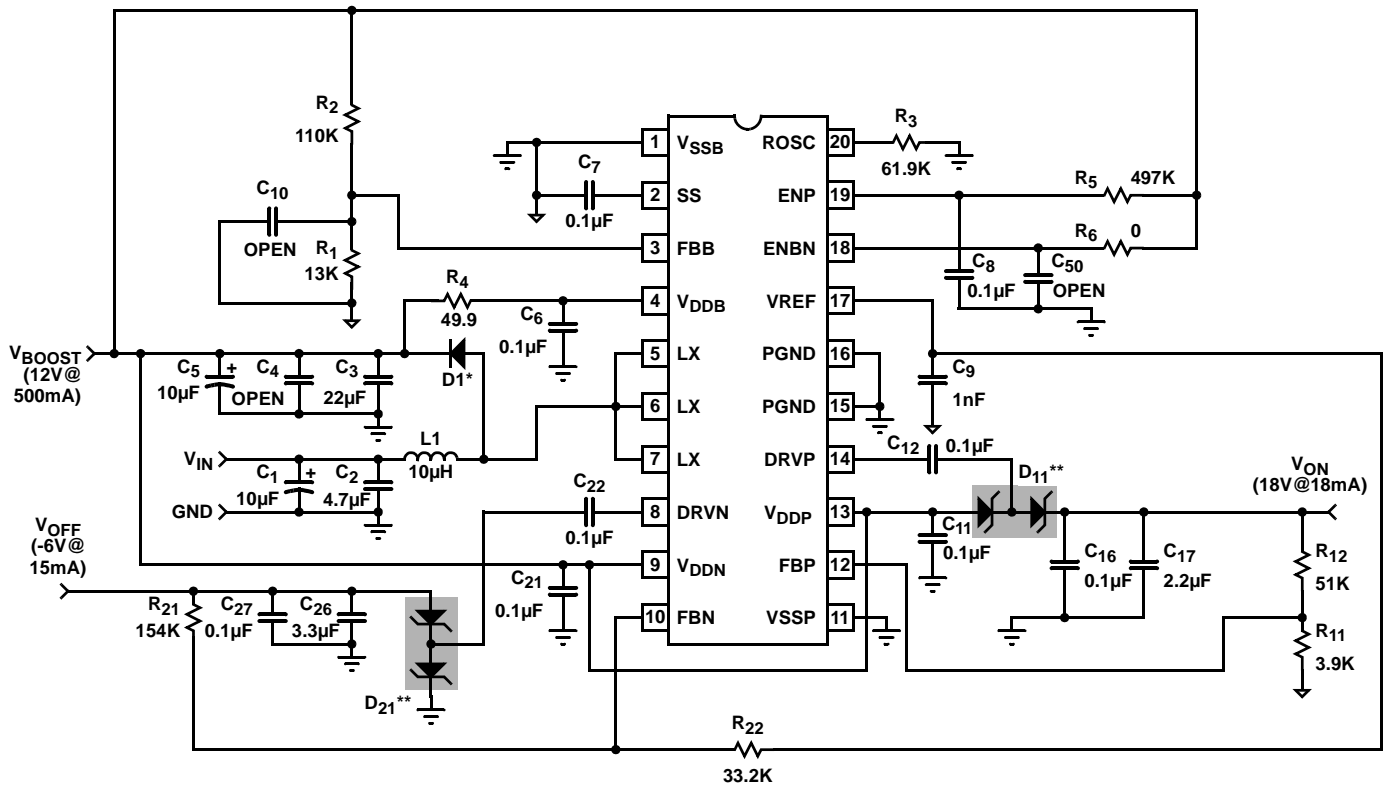 R2
110K
C10
OPEN
R1
13K
VBOOST
(12V@
500mA)
C5
10µF
+
C4
OPEN
C3
22µF
R4
49.9
D1*
C6
0.1µF
C7
0.1µF
VIN
GND
C1
10µF
+
C2
4.7µF
L1
10µH
C22
0.1µF
VOFF
(-6V@
15mA)
R21
154K
C27
0.1µF
C26
3.3µF
D21**
C21
0.1µF
1 VSSB
2 SS
3 FBB
4 VDDB
5 LX
6 LX
7 LX
8 DRVN
9 VDDN
10 FBN
ROSC 20
ENP 19
ENBN 18
VREF 17
PGND 16
PGND 15
DRVP 14
VDDP 13
FBP 12
VSSP 11
R3
61.9K
R5 497K
R6 0
C8
0.1µF
C50
OPEN
C9
1nF
C12 0.1µF
D11**
C11
0.1µF
VON
(18V@18mA)
C16
0.1µF
C17
2.2µF
R12
51K
R11
3.9K
R22
33.2K